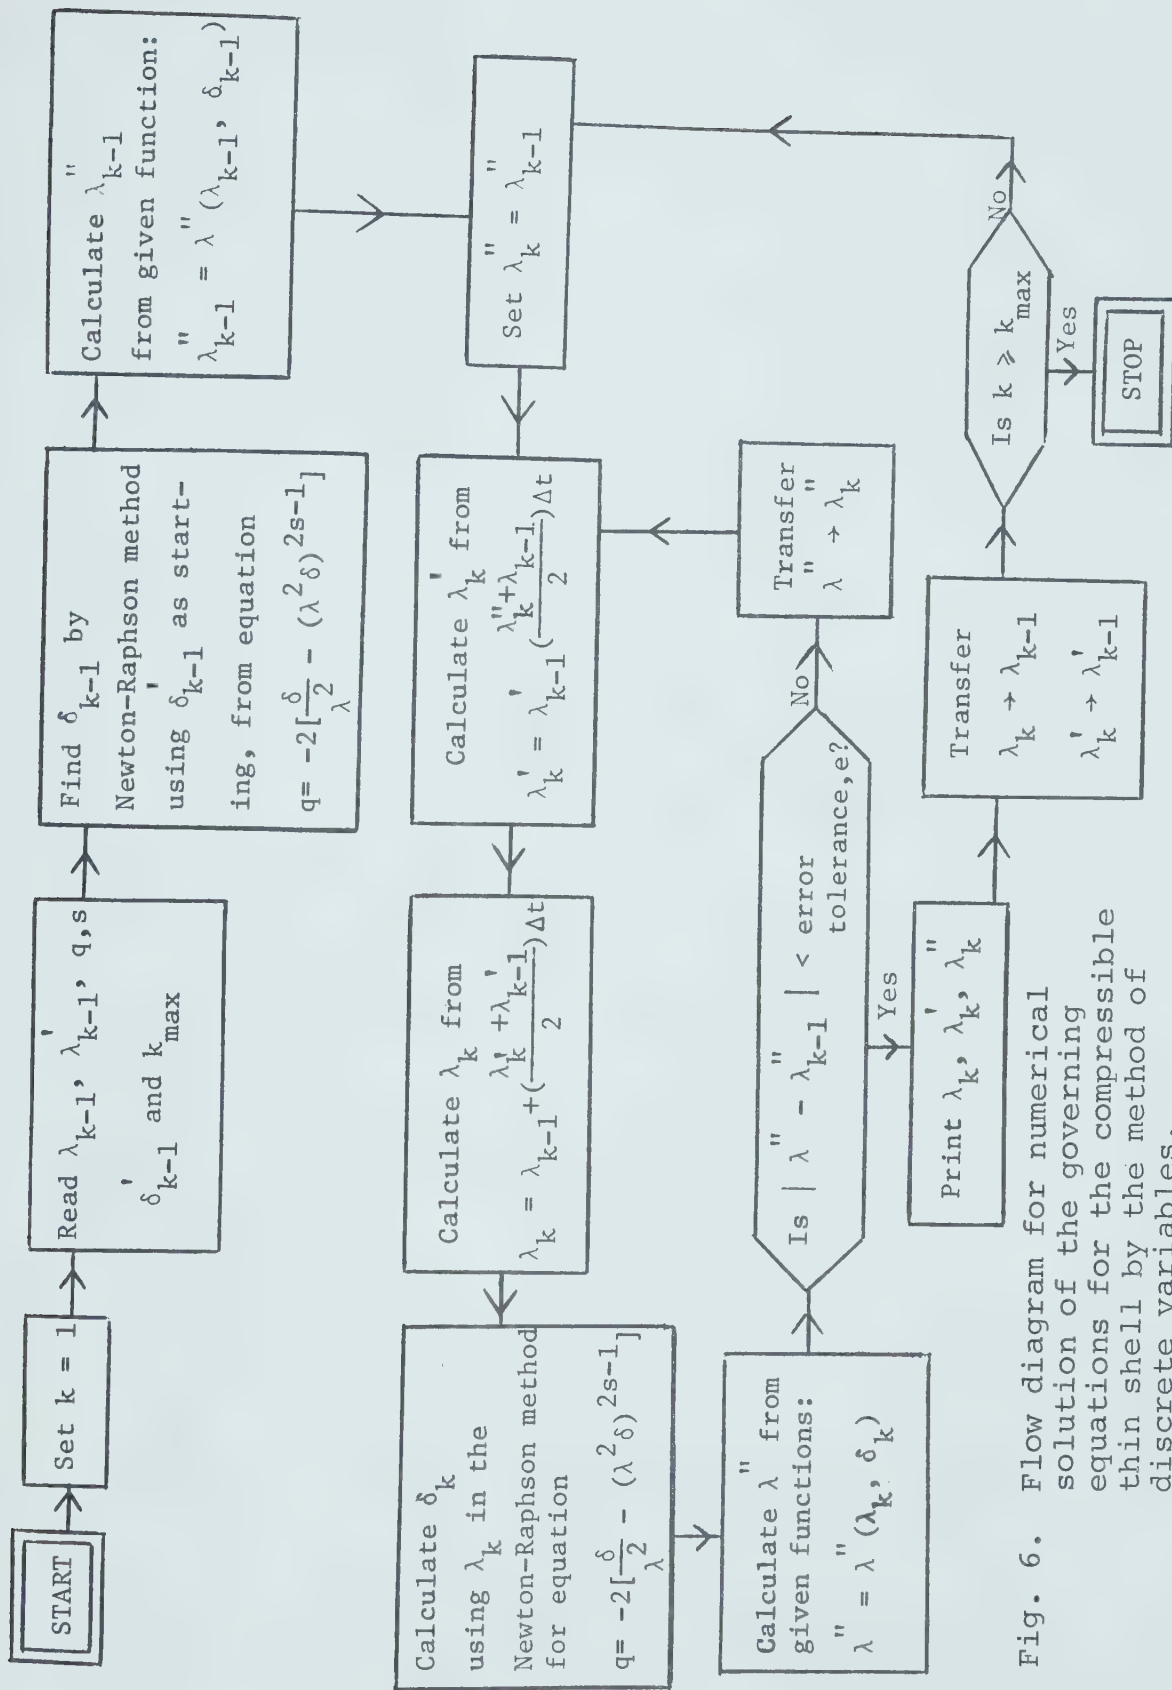 START
Set k = 1
Read λ_{k-1}, λ'_{k-1}, q,s
δ'_{k-1} and k_max
Find δ_{k-1} by
Newton-Raphson method
using δ'_{k-1} as start-
ing, from equation
q= -2[δ/λ² - (λ²δ)^{2s-1}]
Calculate λ''_{k-1}
from given function:
λ''_{k-1} = λ''(λ_{k-1}, δ_{k-1})
Set λ''_k = λ''_{k-1}
Calculate λ'_k from
λ'_k = λ'_{k-1}((λ''_k+λ_{k-1})/2)Δt
Calculate λ_k from
λ_k = λ_{k-1}+((λ'_k+λ'_{k-1})/2)Δt
Calculate δ_k
using λ_k in the
Newton-Raphson method
for equation
q= -2[δ/λ² - (λ²δ)^{2s-1}]
Calculate λ'' from
given functions:
λ'' = λ''(λ_k, δ_k)
Is | λ'' - λ''_{k-1} | < error
tolerance,e?
No
Transfer
λ'' → λ''_k
Yes
Print λ_k, λ'_k, λ''_k
Transfer
λ_k → λ_{k-1}
λ'_k → λ'_{k-1}
Is k ⩾ k_max
No
Yes
STOP
Fig. 6. Flow diagram for numerical
solution of the governing
equations for the compressible
thin shell by the method of
discrete variables.